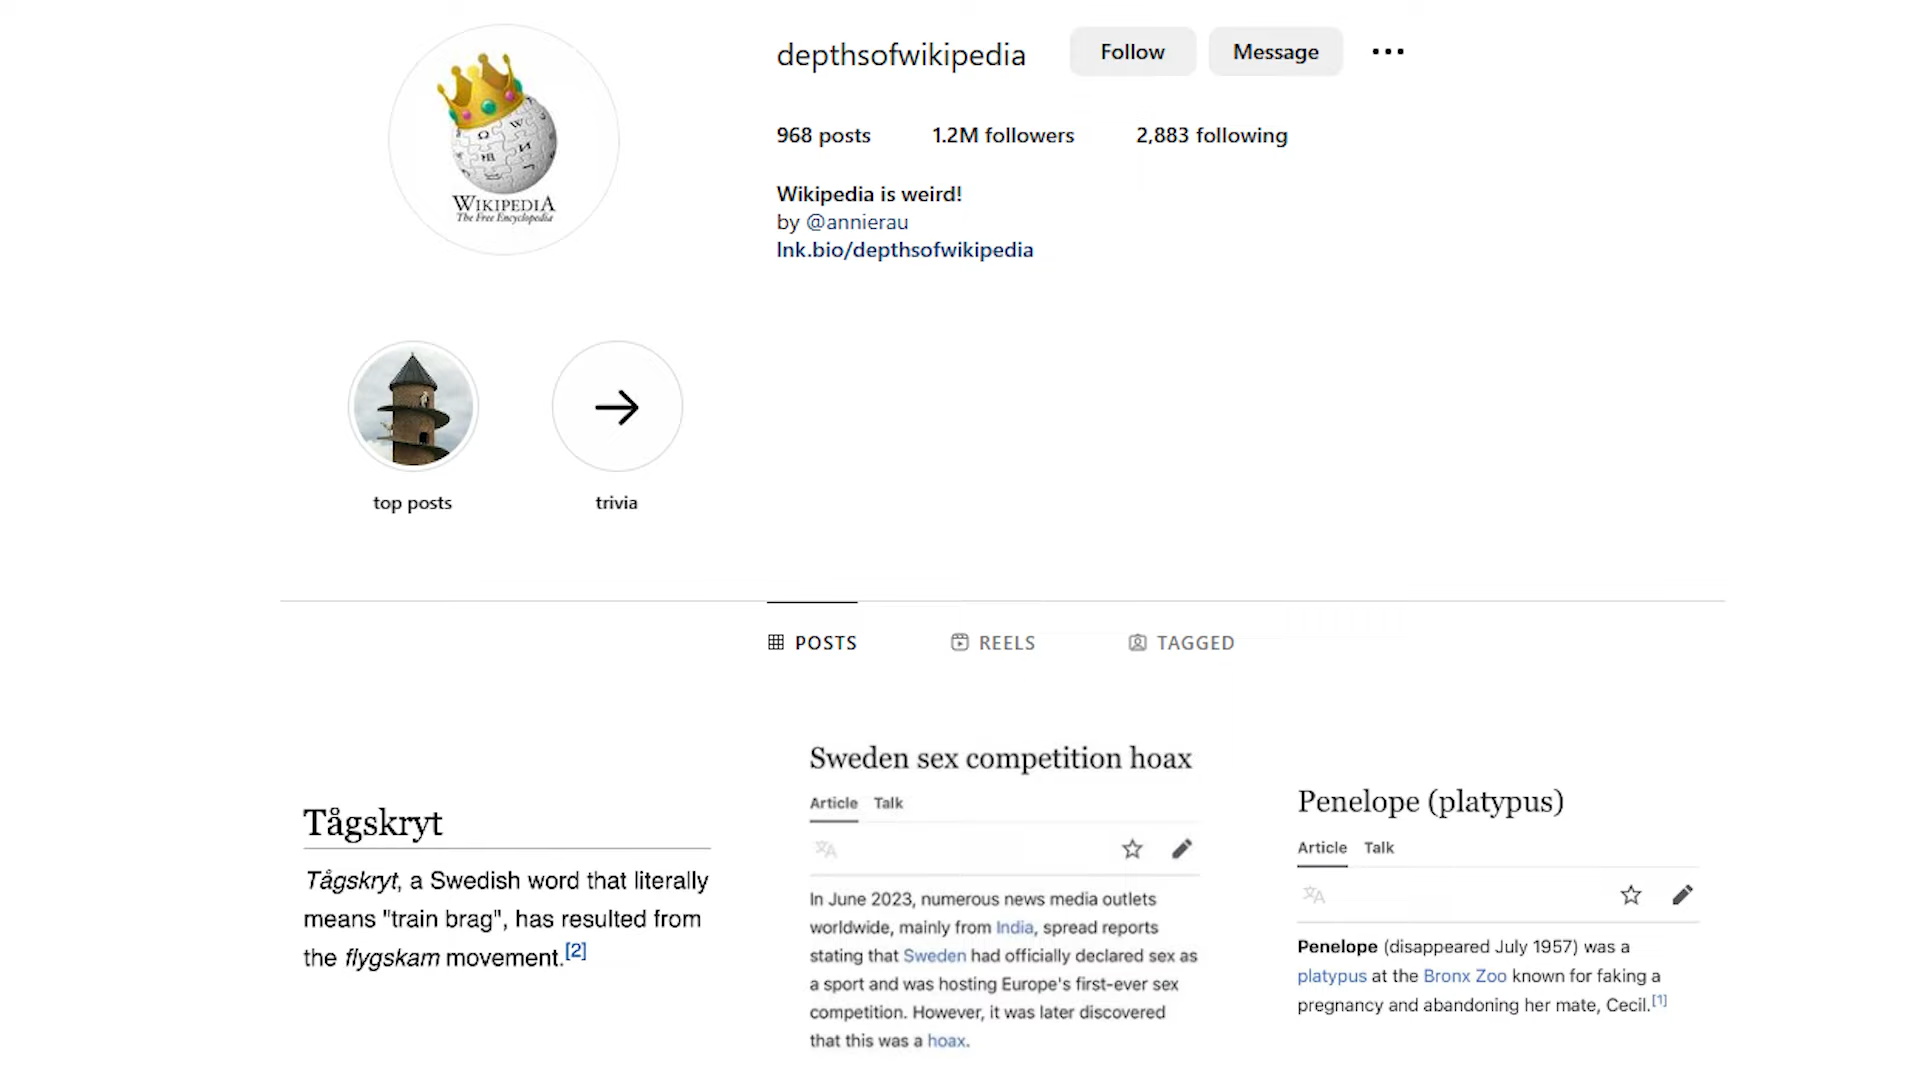 depthsofwikipedia
Follow
Message
968 posts
1.2M followers
2,883 following
Wikipedia is weird!
by @annierau
lnk.bio/depthsofwikipedia
WIKIPEDIA
The Free Encyclopedia
top posts
trivia
POSTS
REELS
TAGGED
Tågskryt
Tågskryt, a Swedish word that literally
means "train brag", has resulted from
the flygskam movement.[2]
Sweden sex competition hoax
Article Talk
In June 2023, numerous news media outlets
worldwide, mainly from India, spread reports
stating that Sweden had officially declared sex as
a sport and was hosting Europe's first-ever sex
competition. However, it was later discovered
that this was a hoax.
Penelope (platypus)
Article Talk
Penelope (disappeared July 1957) was a
platypus at the Bronx Zoo known for faking a
pregnancy and abandoning her mate, Cecil.[1]